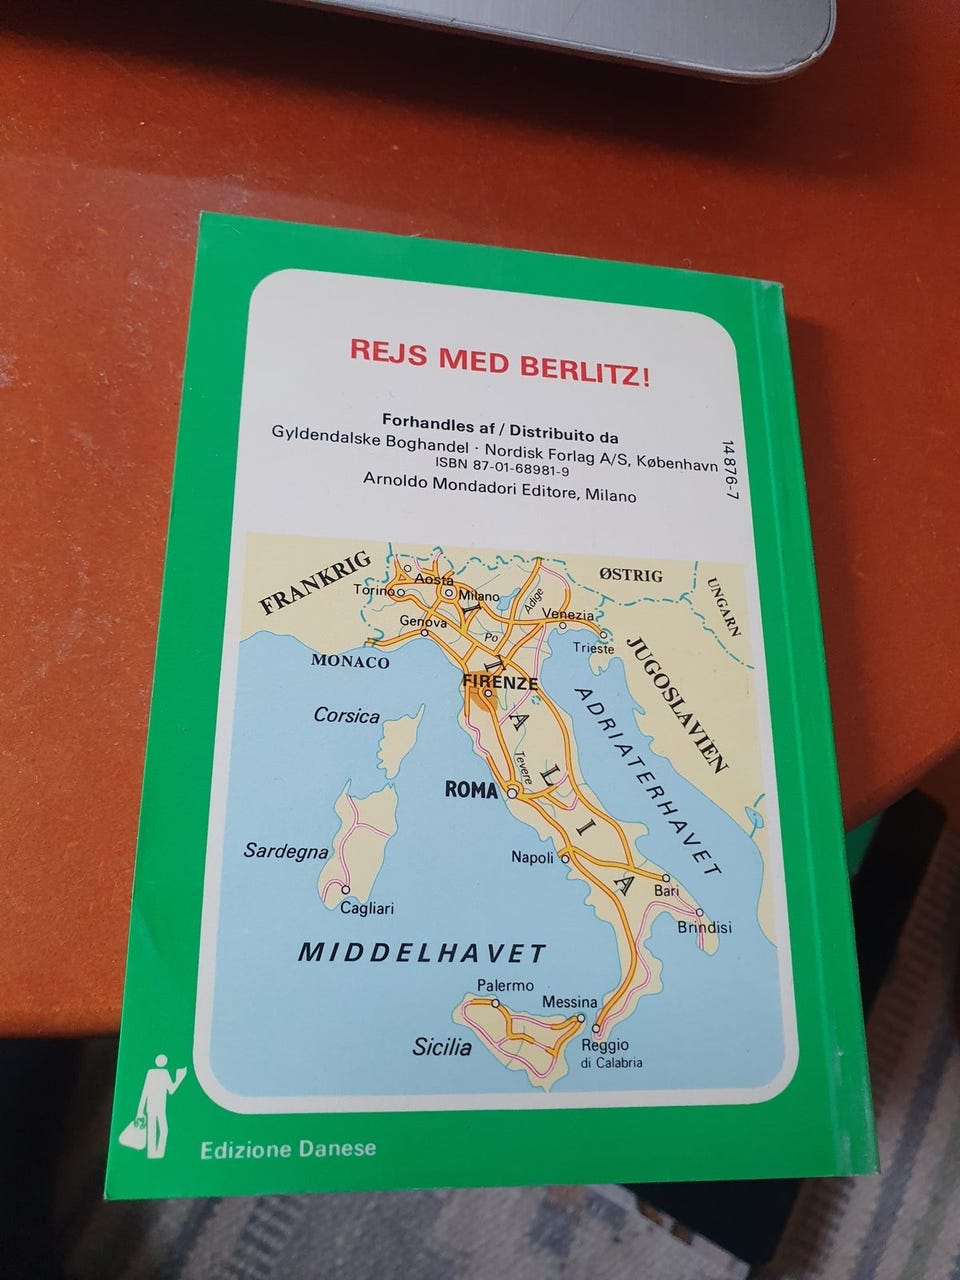 REJS MED BERLITZ!
Forhandles af / Distribuito da
Gyldendalske Boghandel · Nordisk Forlag A/S, København
ISBN 87-01-68981-9
Arnoldo Mondadori Editore, Milano
14 876-7
FRANKRIG
ØSTRIG
UNGARN
Aosta
Torino
Milano
Adige
Venezia
Genova
Po
Trieste
MONACO
JUGOSLAVIEN
FIRENZE
ITALIA
Corsica
ADRIATERHAVET
Tevere
ROMA
Sardegna
Napoli
Bari
Cagliari
Brindisi
MIDDELHAVET
Palermo
Messina
Sicilia
Reggio
di Calabria
Edizione Danese